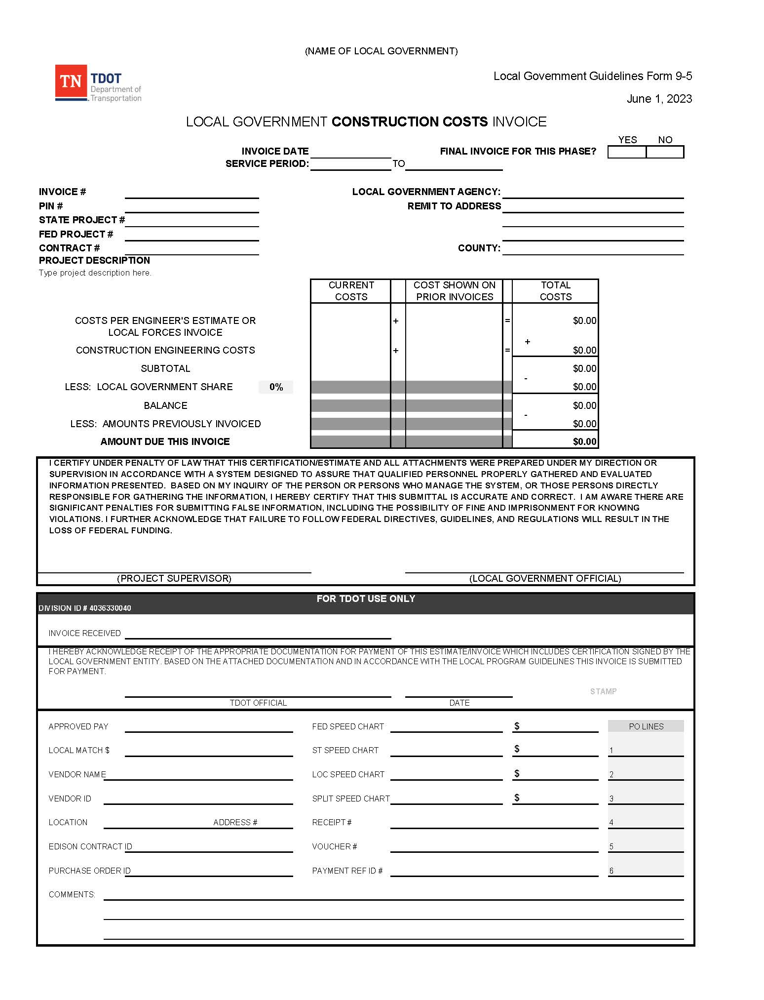 (NAME OF LOCAL GOVERNMENT)
TN TDOT
Department of
Transportation
Local Government Guidelines Form 9-5
June 1, 2023
LOCAL GOVERNMENT CONSTRUCTION COSTS INVOICE
YES NO
INVOICE DATE FINAL INVOICE FOR THIS PHASE?
SERVICE PERIOD: TO
INVOICE # LOCAL GOVERNMENT AGENCY:
PIN # REMIT TO ADDRESS
STATE PROJECT #
FED PROJECT #
CONTRACT # COUNTY:
PROJECT DESCRIPTION
Type project description here.
CURRENT COST SHOWN ON TOTAL
COSTS PRIOR INVOICES COSTS
COSTS PER ENGINEER'S ESTIMATE OR + = $0.00
LOCAL FORCES INVOICE
+
CONSTRUCTION ENGINEERING COSTS + = $0.00
SUBTOTAL $0.00
-
LESS: LOCAL GOVERNMENT SHARE 0% $0.00
BALANCE $0.00
-
LESS: AMOUNTS PREVIOUSLY INVOICED $0.00
AMOUNT DUE THIS INVOICE $0.00
I CERTIFY UNDER PENALTY OF LAW THAT THIS CERTIFICATION/ESTIMATE AND ALL ATTACHMENTS WERE PREPARED UNDER MY DIRECTION OR
SUPERVISION IN ACCORDANCE WITH A SYSTEM DESIGNED TO ASSURE THAT QUALIFIED PERSONNEL PROPERLY GATHERED AND EVALUATED
INFORMATION PRESENTED. BASED ON MY INQUIRY OF THE PERSON OR PERSONS WHO MANAGE THE SYSTEM, OR THOSE PERSONS DIRECTLY
RESPONSIBLE FOR GATHERING THE INFORMATION, I HEREBY CERTIFY THAT THIS SUBMITTAL IS ACCURATE AND CORRECT. I AM AWARE THERE ARE
SIGNIFICANT PENALTIES FOR SUBMITTING FALSE INFORMATION, INCLUDING THE POSSIBILITY OF FINE AND IMPRISONMENT FOR KNOWING
VIOLATIONS. I FURTHER ACKNOWLEDGE THAT FAILURE TO FOLLOW FEDERAL DIRECTIVES, GUIDELINES, AND REGULATIONS WILL RESULT IN THE
LOSS OF FEDERAL FUNDING.
(PROJECT SUPERVISOR) (LOCAL GOVERNMENT OFFICIAL)
FOR TDOT USE ONLY
DIVISION ID # 4036330040
INVOICE RECEIVED
I HEREBY ACKNOWLEDGE RECEIPT OF THE APPROPRIATE DOCUMENTATION FOR PAYMENT OF THIS ESTIMATE/INVOICE WHICH INCLUDES CERTIFICATION SIGNED BY THE
LOCAL GOVERNMENT ENTITY. BASED ON THE ATTACHED DOCUMENTATION AND IN ACCORDANCE WITH THE LOCAL PROGRAM GUIDELINES THIS INVOICE IS SUBMITTED
FOR PAYMENT.
STAMP
TDOT OFFICIAL DATE
APPROVED PAY FED SPEED CHART $ PO LINES
LOCAL MATCH $ ST SPEED CHART $ 1
VENDOR NAME LOC SPEED CHART $ 2
VENDOR ID SPLIT SPEED CHART $ 3
LOCATION ADDRESS # RECEIPT # 4
EDISON CONTRACT ID VOUCHER # 5
PURCHASE ORDER ID PAYMENT REF ID # 6
COMMENTS: